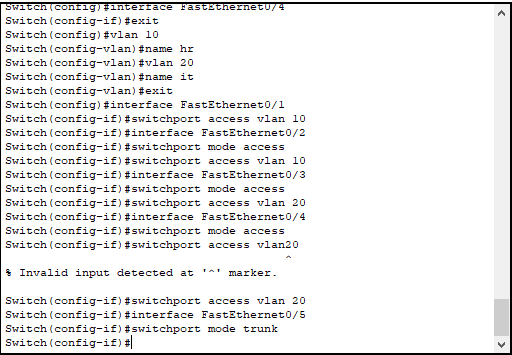 Switch(config)#interface FastEthernet0/4
Switch(config-if)#exit
Switch(config)#vlan 10
Switch(config-vlan)#name hr
Switch(config-vlan)#vlan 20
Switch(config-vlan)#name it
Switch(config-vlan)#exit
Switch(config)#interface FastEthernet0/1
Switch(config-if)#switchport access vlan 10
Switch(config-if)#interface FastEthernet0/2
Switch(config-if)#switchport mode access
Switch(config-if)#switchport access vlan 10
Switch(config-if)#interface FastEthernet0/3
Switch(config-if)#switchport mode access
Switch(config-if)#switchport access vlan 20
Switch(config-if)#interface FastEthernet0/4
Switch(config-if)#switchport mode access
Switch(config-if)#switchport access vlan20
^
% Invalid input detected at '^' marker.
Switch(config-if)#switchport access vlan 20
Switch(config-if)#interface FastEthernet0/5
Switch(config-if)#switchport mode trunk
Switch(config-if)#